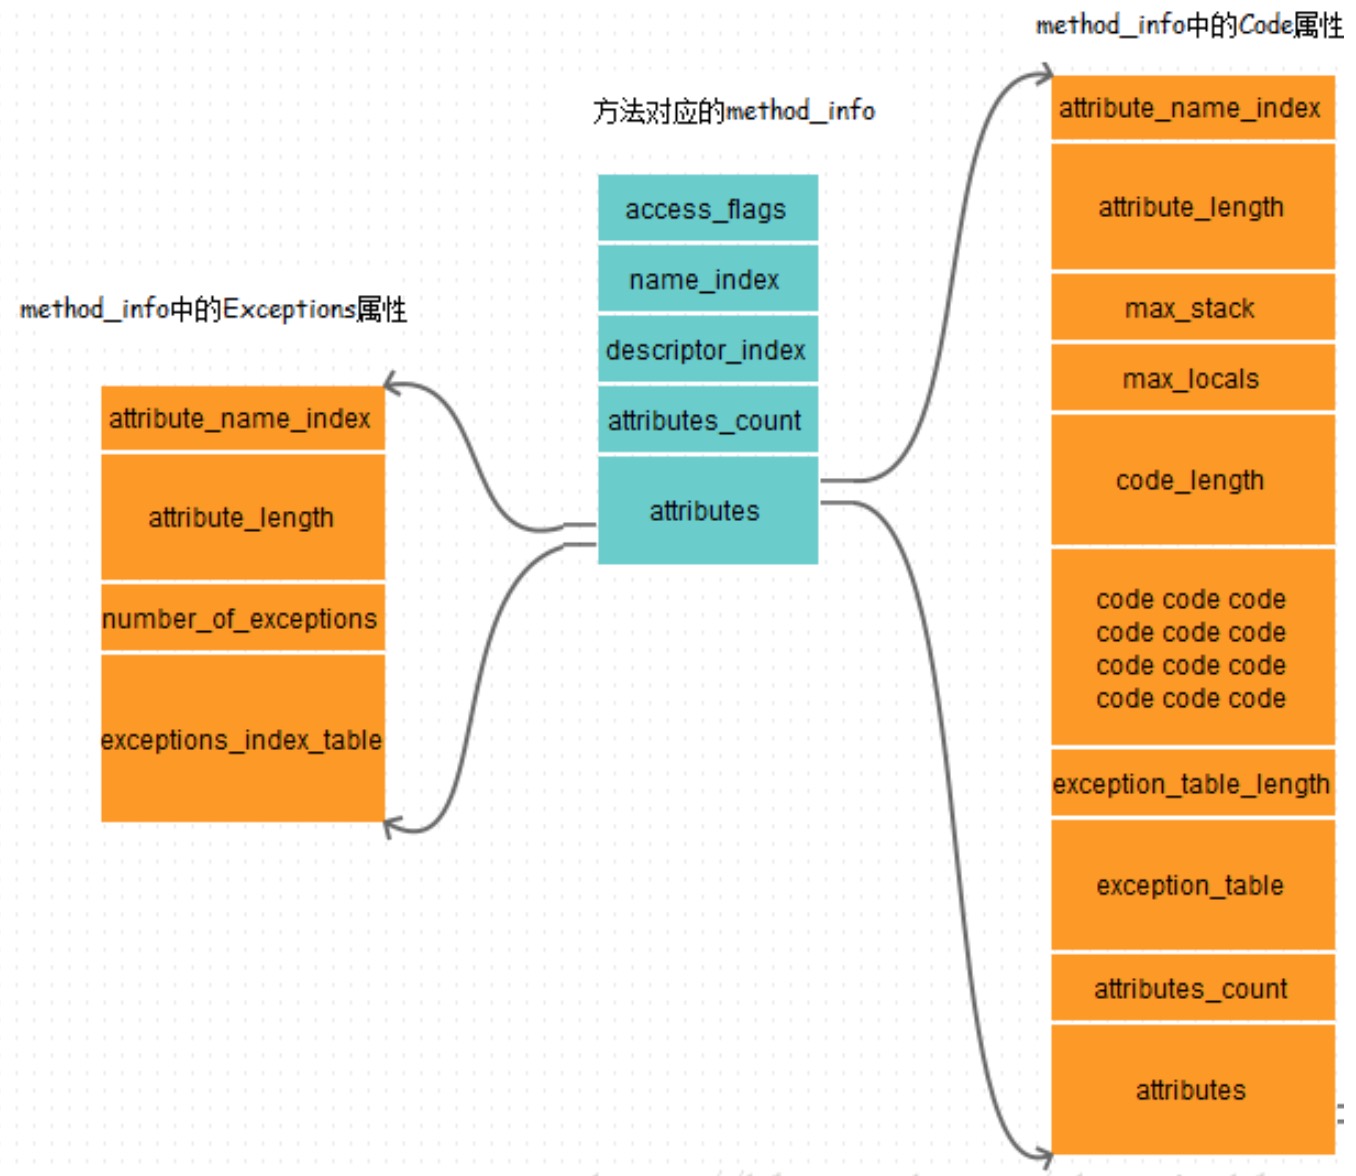 method_info中的Code属性
方法对应的method_info
method_info中的Exceptions属性
attribute_name_index
attribute_length
number_of_exceptions
exceptions_index_table
access_flags
name_index
descriptor_index
attributes_count
attributes
attribute_name_index
attribute_length
max_stack
max_locals
code_length
code code code
code code code
code code code
code code code
exception_table_length
exception_table
attributes_count
attributes